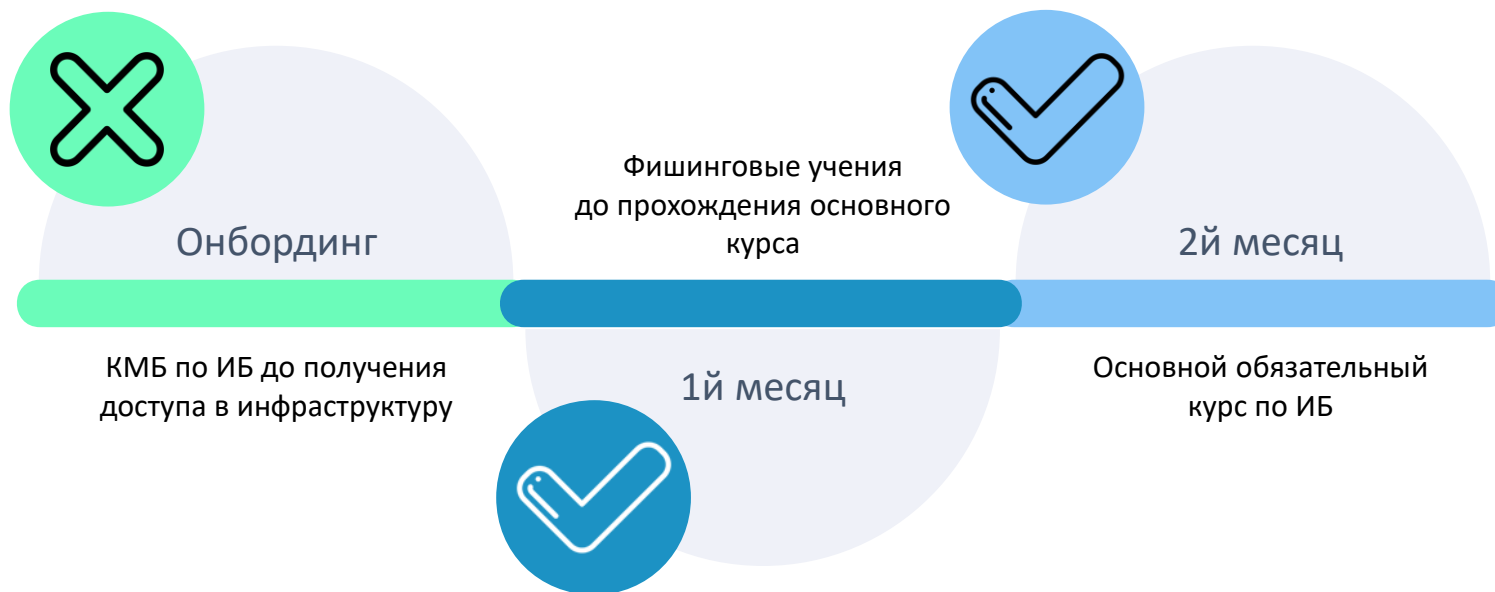 Онбординг
КМБ по ИБ до получения
доступа в инфраструктуру
Фишинговые учения
до прохождения основного
курса
1й месяц
2й месяц
Основной обязательный
курс по ИБ